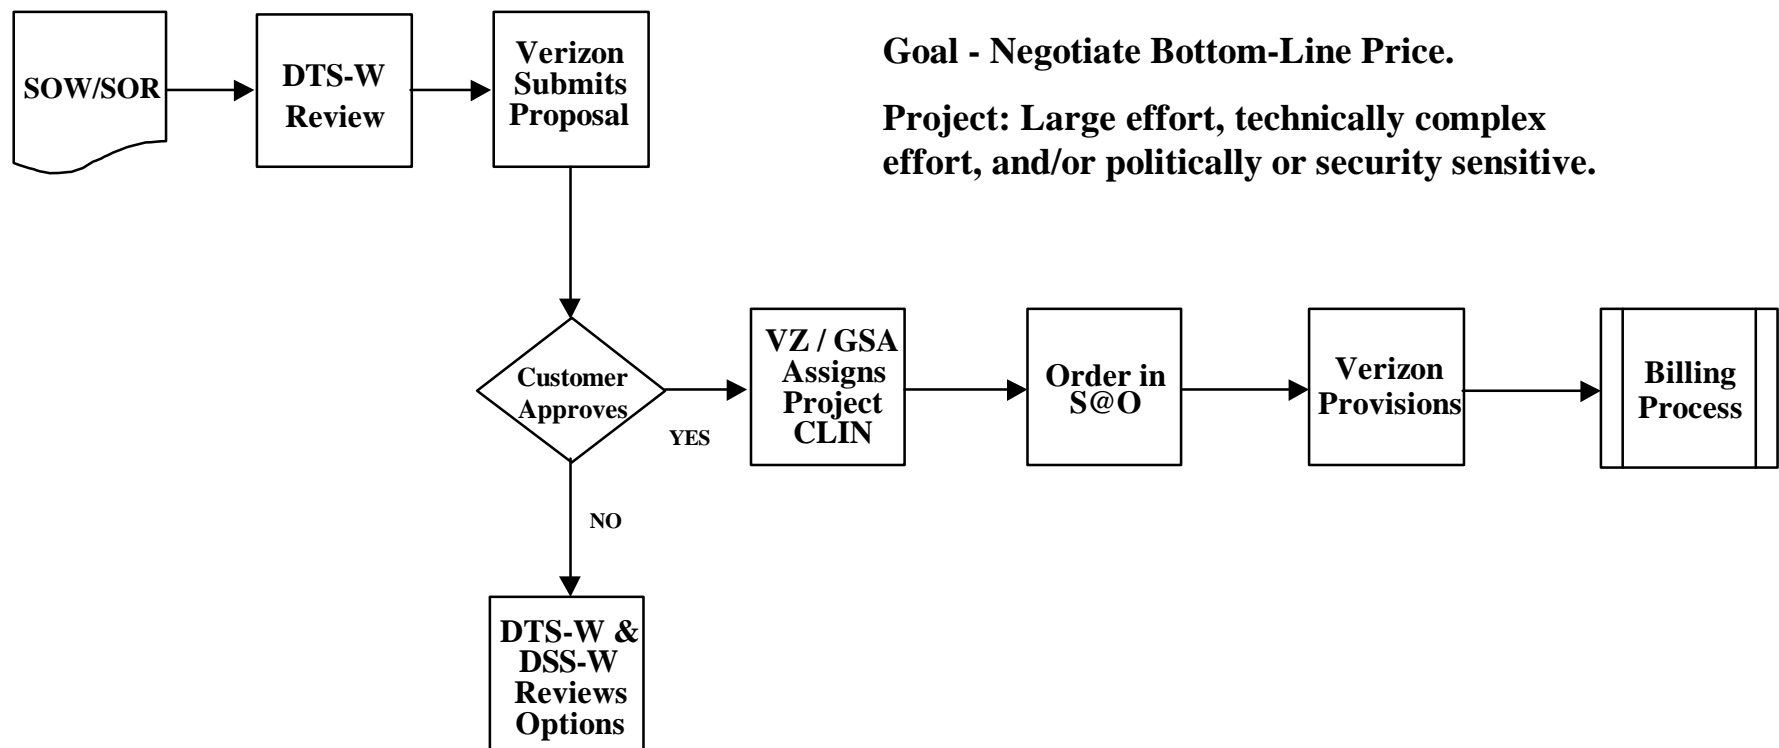 SOW/SOR
DTS-W
Review
Verizon
Submits
Proposal
Goal - Negotiate Bottom-Line Price.
Project: Large effort, technically complex
effort, and/or politically or security sensitive.
Customer
Approves
YES
VZ / GSA
Assigns
Project
CLIN
Order in
S@O
Verizon
Provisions
Billing
Process
NO
DTS-W &
DSS-W
Reviews
Options